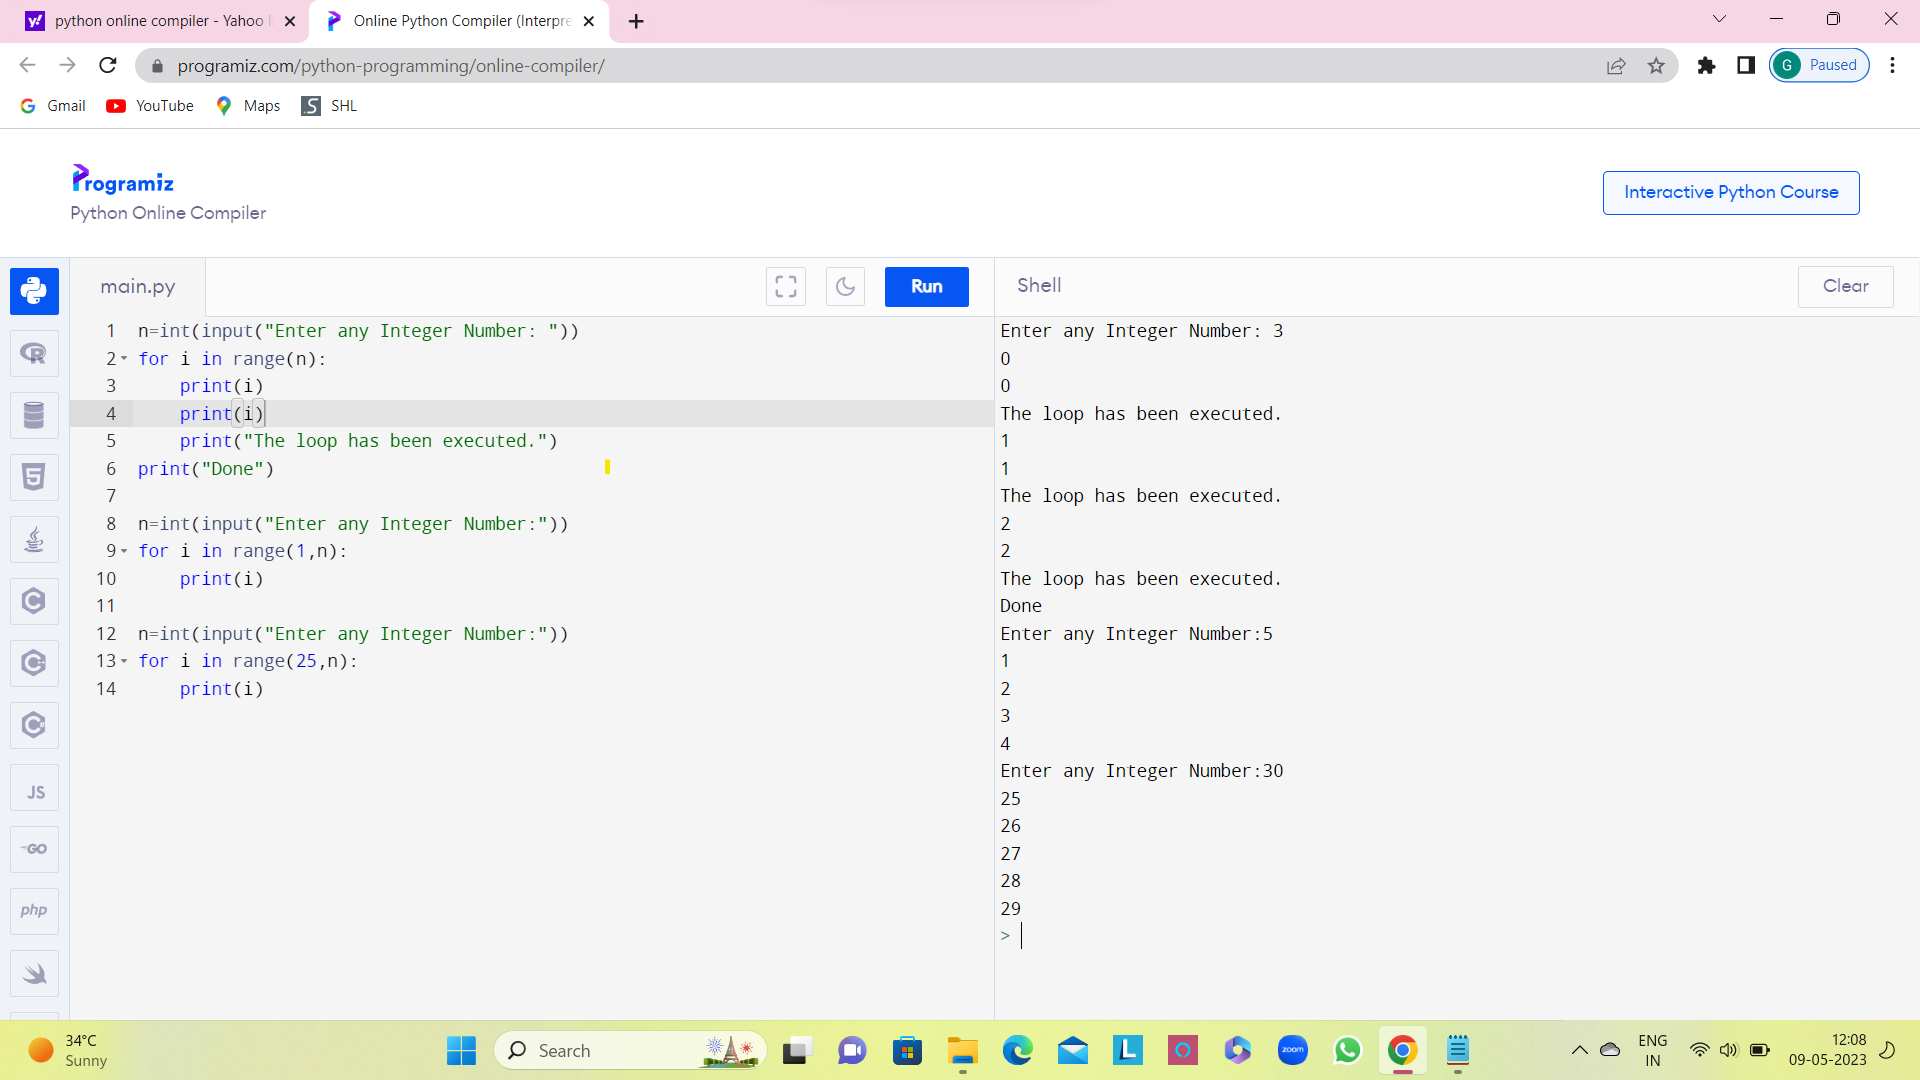 python online compiler - Yahoo
Online Python Compiler (Interpre
programiz.com/python-programming/online-compiler/
G Paused
Gmail YouTube Maps SHL
Programiz
Python Online Compiler
Interactive Python Course
main.py
Run
Shell
Clear
1 n=int(input("Enter any Integer Number: "))
2 for i in range(n):
3 print(i)
4 print(i)
5 print("The loop has been executed.")
6 print("Done")
7
8 n=int(input("Enter any Integer Number:"))
9 for i in range(1,n):
10 print(i)
11
12 n=int(input("Enter any Integer Number:"))
13 for i in range(25,n):
14 print(i)
Enter any Integer Number: 3
0
0
The loop has been executed.
1
1
The loop has been executed.
2
2
The loop has been executed.
Done
Enter any Integer Number:5
1
2
3
4
Enter any Integer Number:30
25
26
27
28
29
>
R
5
C
C
C
JS
GO
php
34°C
Sunny
Search
L
zoom
ENG
IN
12:08
09-05-2023